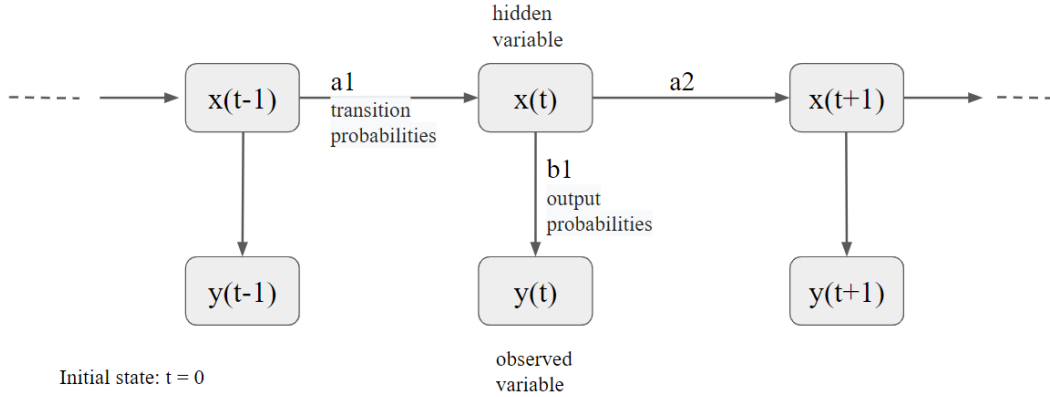 hidden
variable
x(t-1)
a1
transition
probabilities
x(t)
a2
x(t+1)
b1
output
probabilities
y(t-1)
y(t)
y(t+1)
observed
variable
Initial state: t = 0